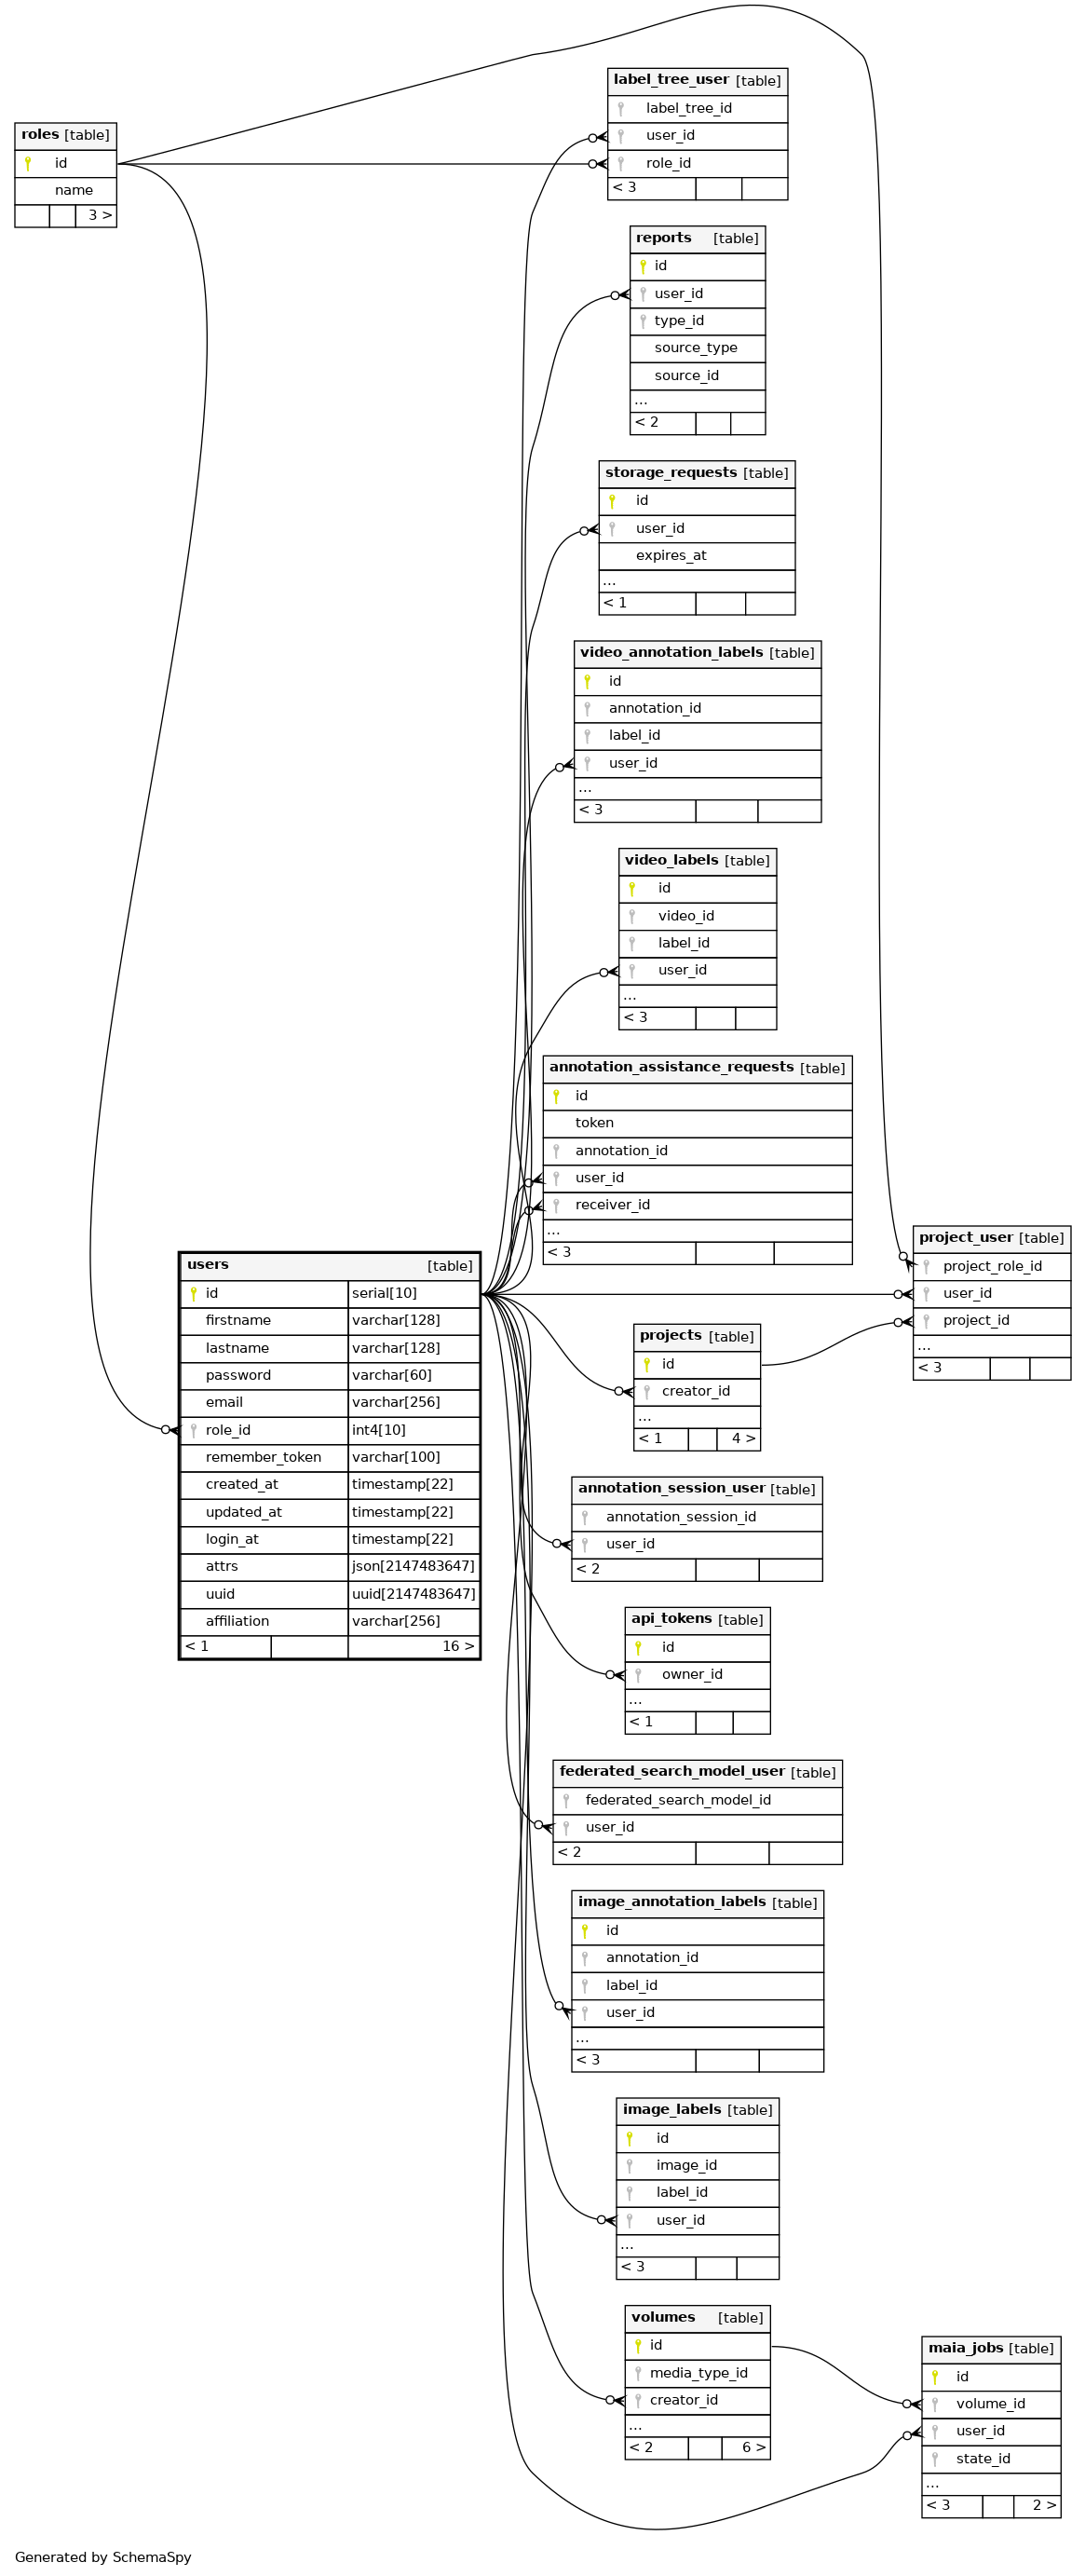 roles [table]
id
name
3 >
label_tree_user [table]
label_tree_id
user_id
role_id
< 3
reports [table]
id
user_id
type_id
source_type
source_id
...
< 2
storage_requests [table]
id
user_id
expires_at
...
< 1
video_annotation_labels [table]
id
annotation_id
label_id
user_id
...
< 3
video_labels [table]
id
video_id
label_id
user_id
...
< 3
annotation_assistance_requests [table]
id
token
annotation_id
user_id
receiver_id
...
< 3
users [table]
id serial[10]
firstname varchar[128]
lastname varchar[128]
password varchar[60]
email varchar[256]
role_id int4[10]
remember_token varchar[100]
created_at timestamp[22]
updated_at timestamp[22]
login_at timestamp[22]
attrs json[2147483647]
uuid uuid[2147483647]
affiliation varchar[256]
< 1 16 >
project_user [table]
project_role_id
user_id
project_id
...
< 3
projects [table]
id
creator_id
...
< 1 4 >
annotation_session_user [table]
annotation_session_id
user_id
< 2
api_tokens [table]
id
owner_id
...
< 1
federated_search_model_user [table]
federated_search_model_id
user_id
< 2
image_annotation_labels [table]
id
annotation_id
label_id
user_id
...
< 3
image_labels [table]
id
image_id
label_id
user_id
...
< 3
volumes [table]
id
media_type_id
creator_id
...
< 2 6 >
maia_jobs [table]
id
volume_id
user_id
state_id
...
< 3 2 >
Generated by SchemaSpy